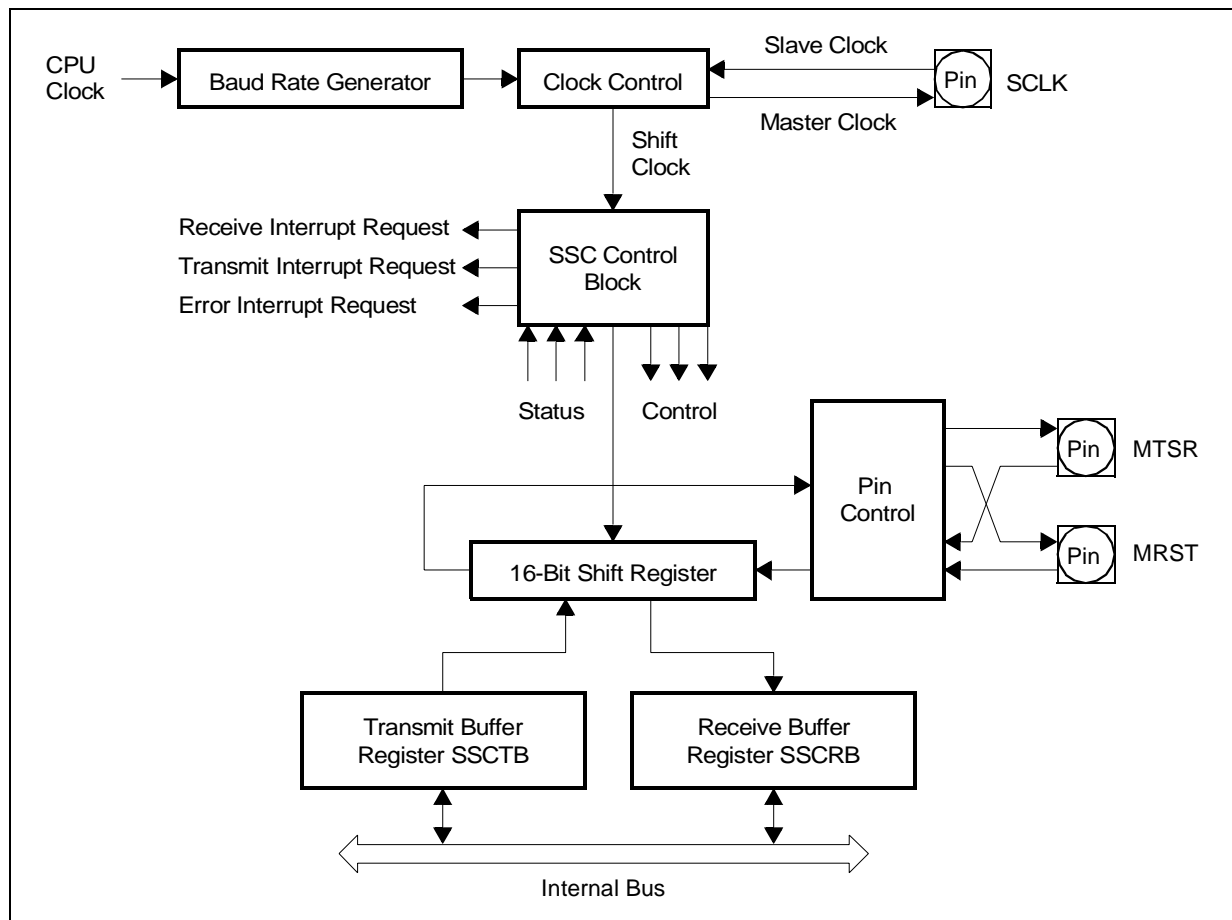 CPU
Clock
Baud Rate Generator
Clock Control
Slave Clock
Master Clock
Pin
SCLK
Shift
Clock
Receive Interrupt Request
Transmit Interrupt Request
Error Interrupt Request
SSC Control
Block
Status
Control
Pin
Control
Pin
MTSR
Pin
MRST
16-Bit Shift Register
Transmit Buffer
Register SSCTB
Receive Buffer
Register SSCRB
Internal Bus